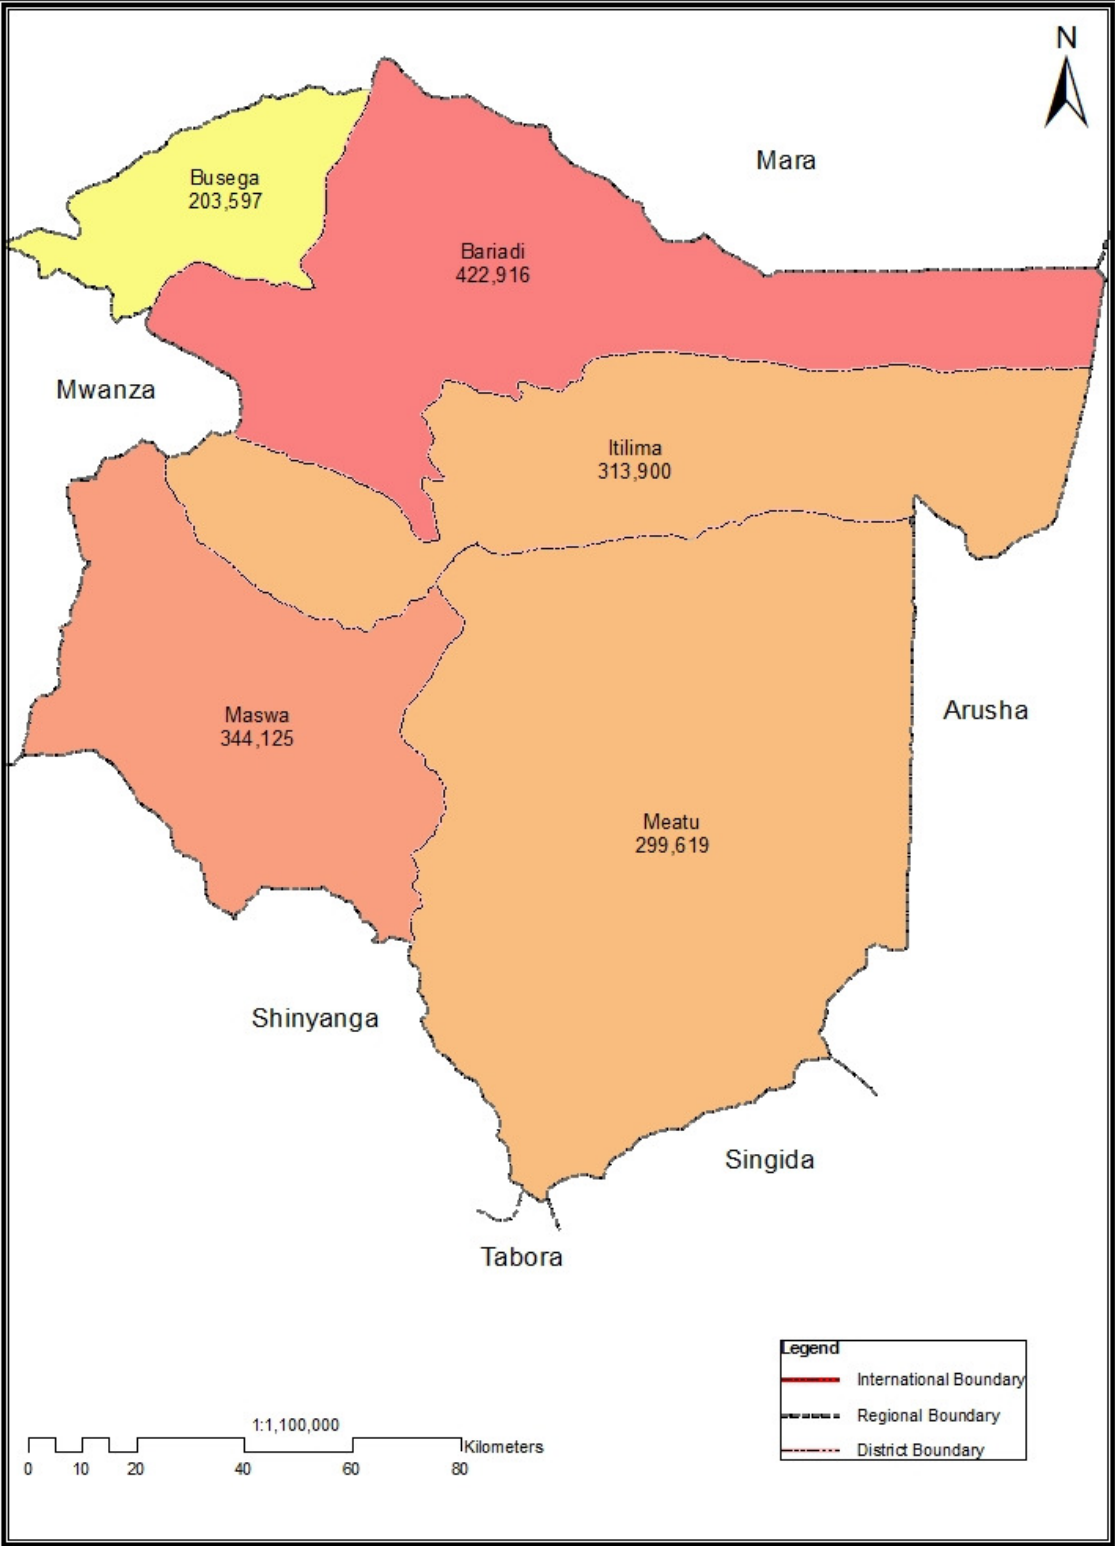 N
Mara
Busega
203,597
Bariadi
422,916
Mwanza
Itilima
313,900
Maswa
344,125
Arusha
Meatu
299,619
Shinyanga
Singida
Tabora
Legend
International Boundary
Regional Boundary
District Boundary
1:1,100,000
Kilometers
0 10 20 40 60 80